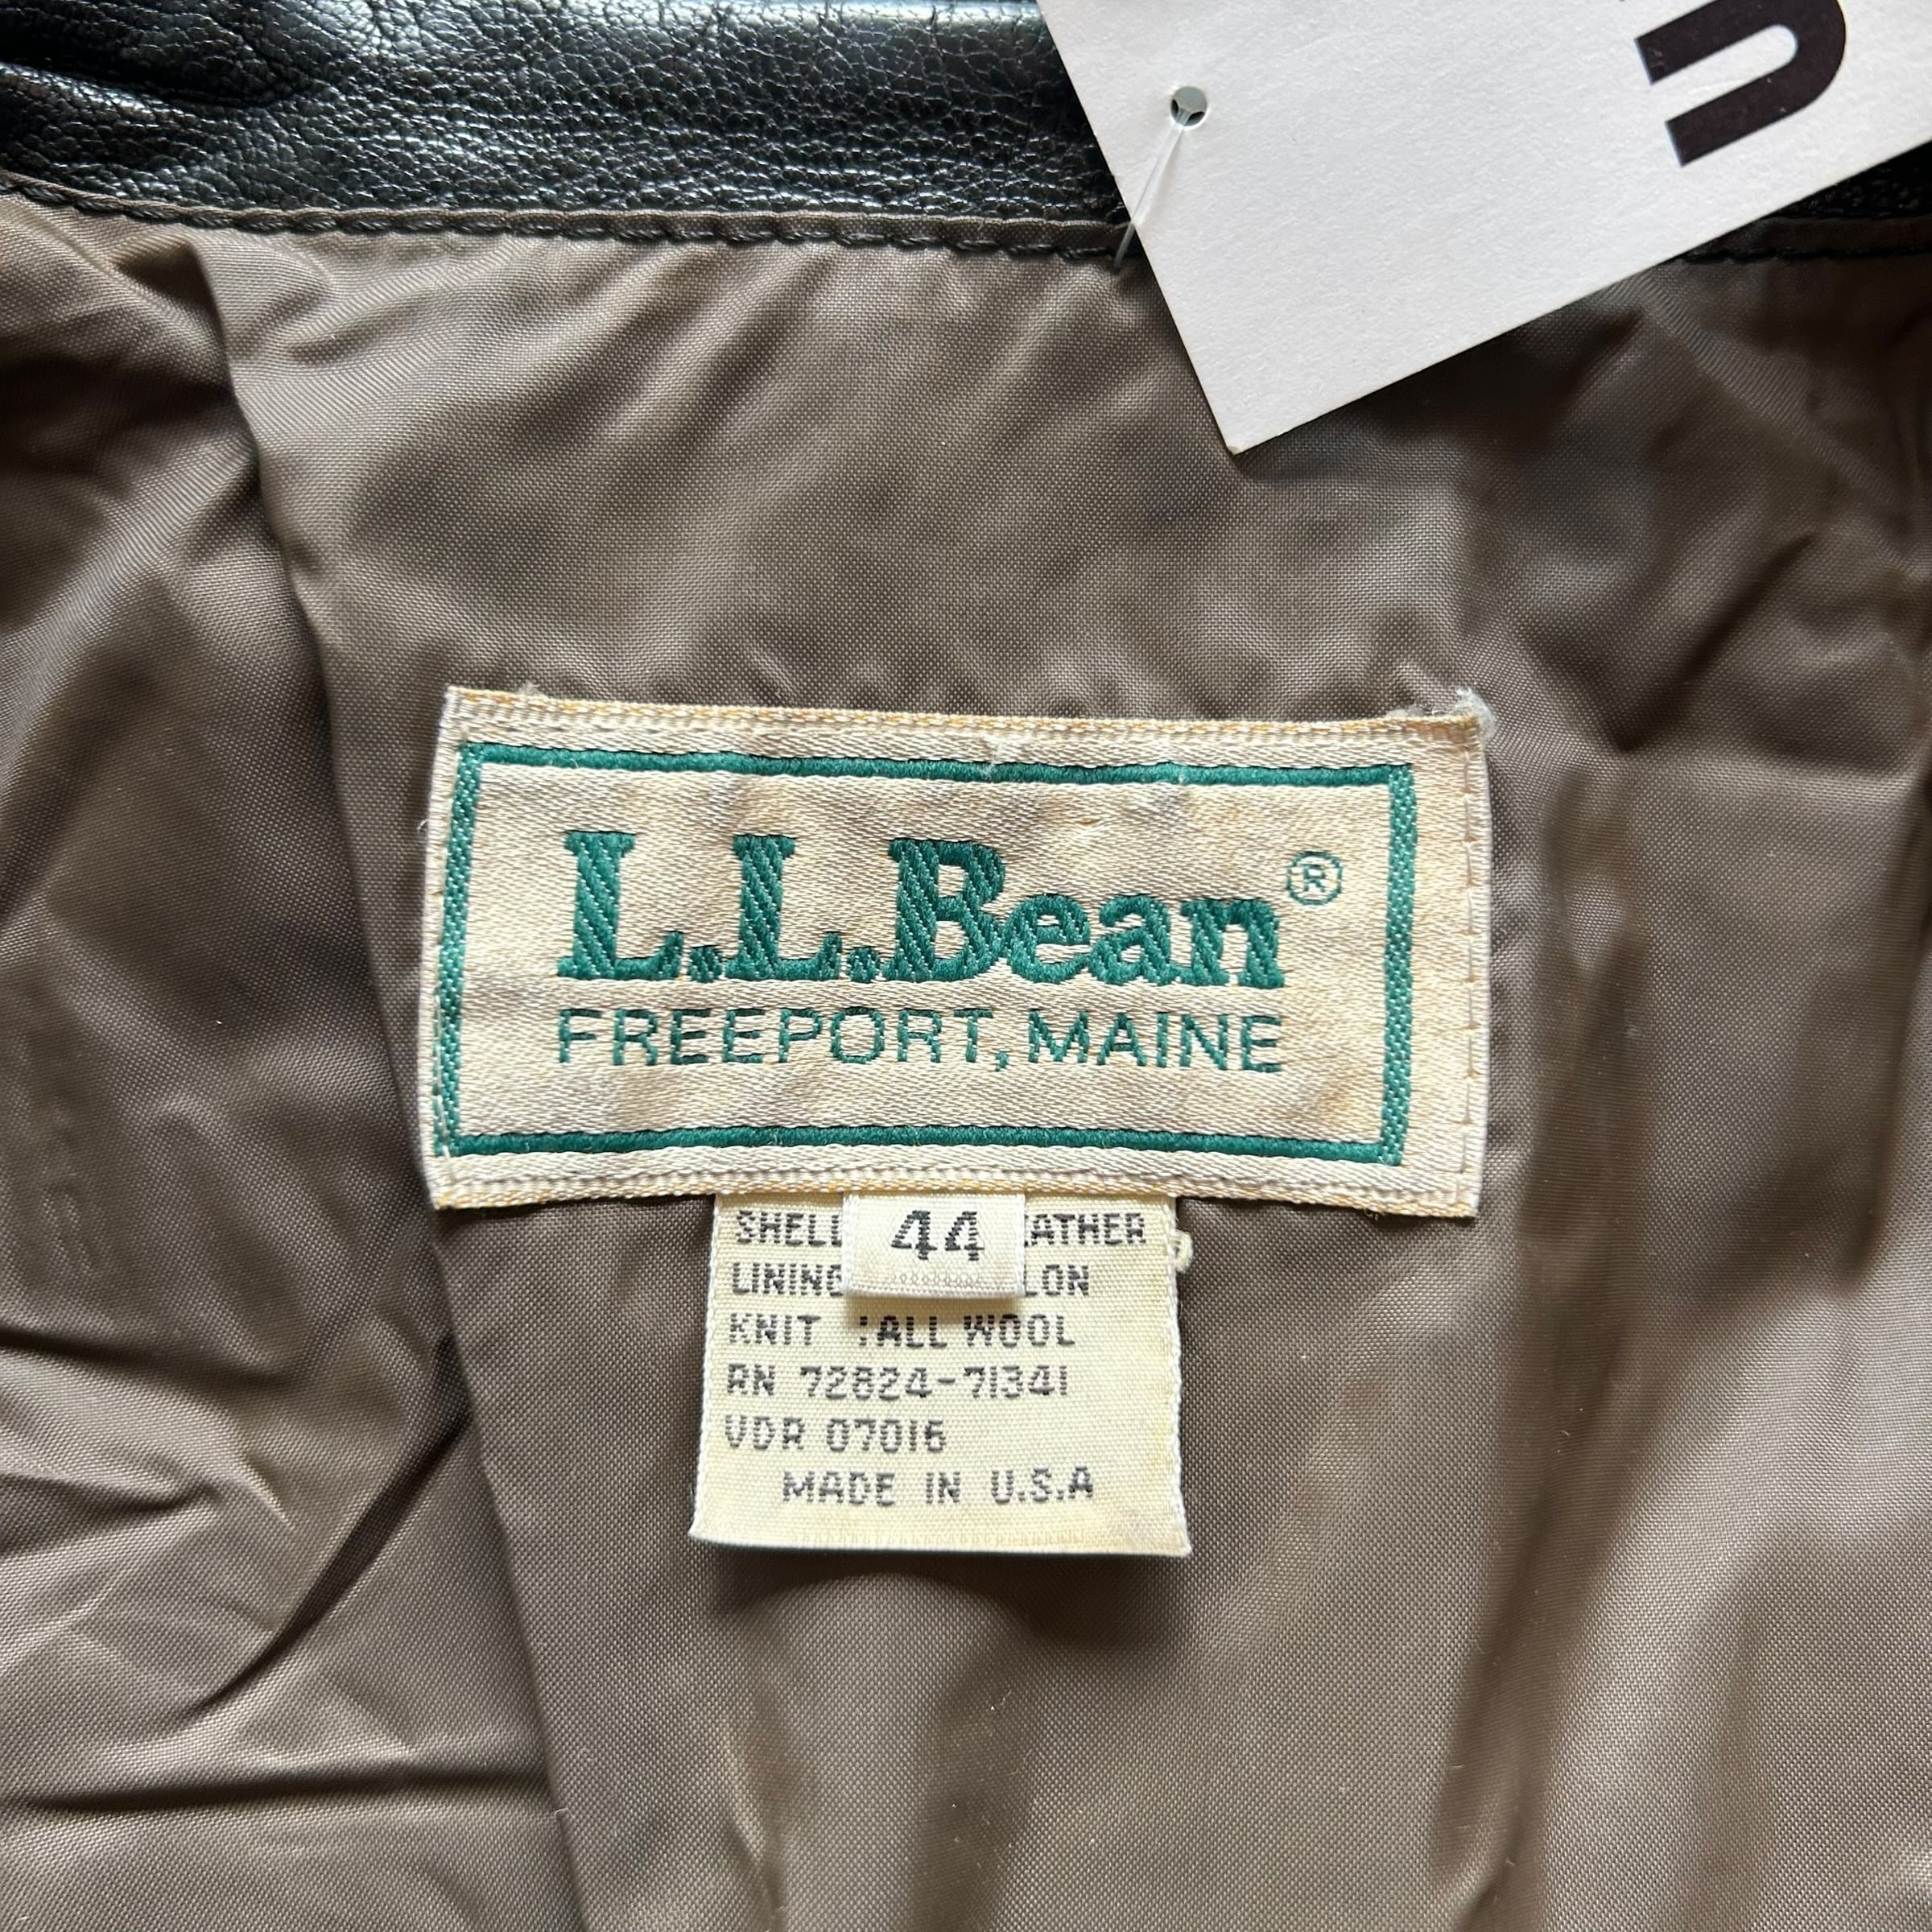 L.L.Bean®
FREEPORT, MAINE
44
SHELL
LINING
KNIT :ALL WOOL
RN 72824-71341
VDR 07016
MADE IN U.S.A